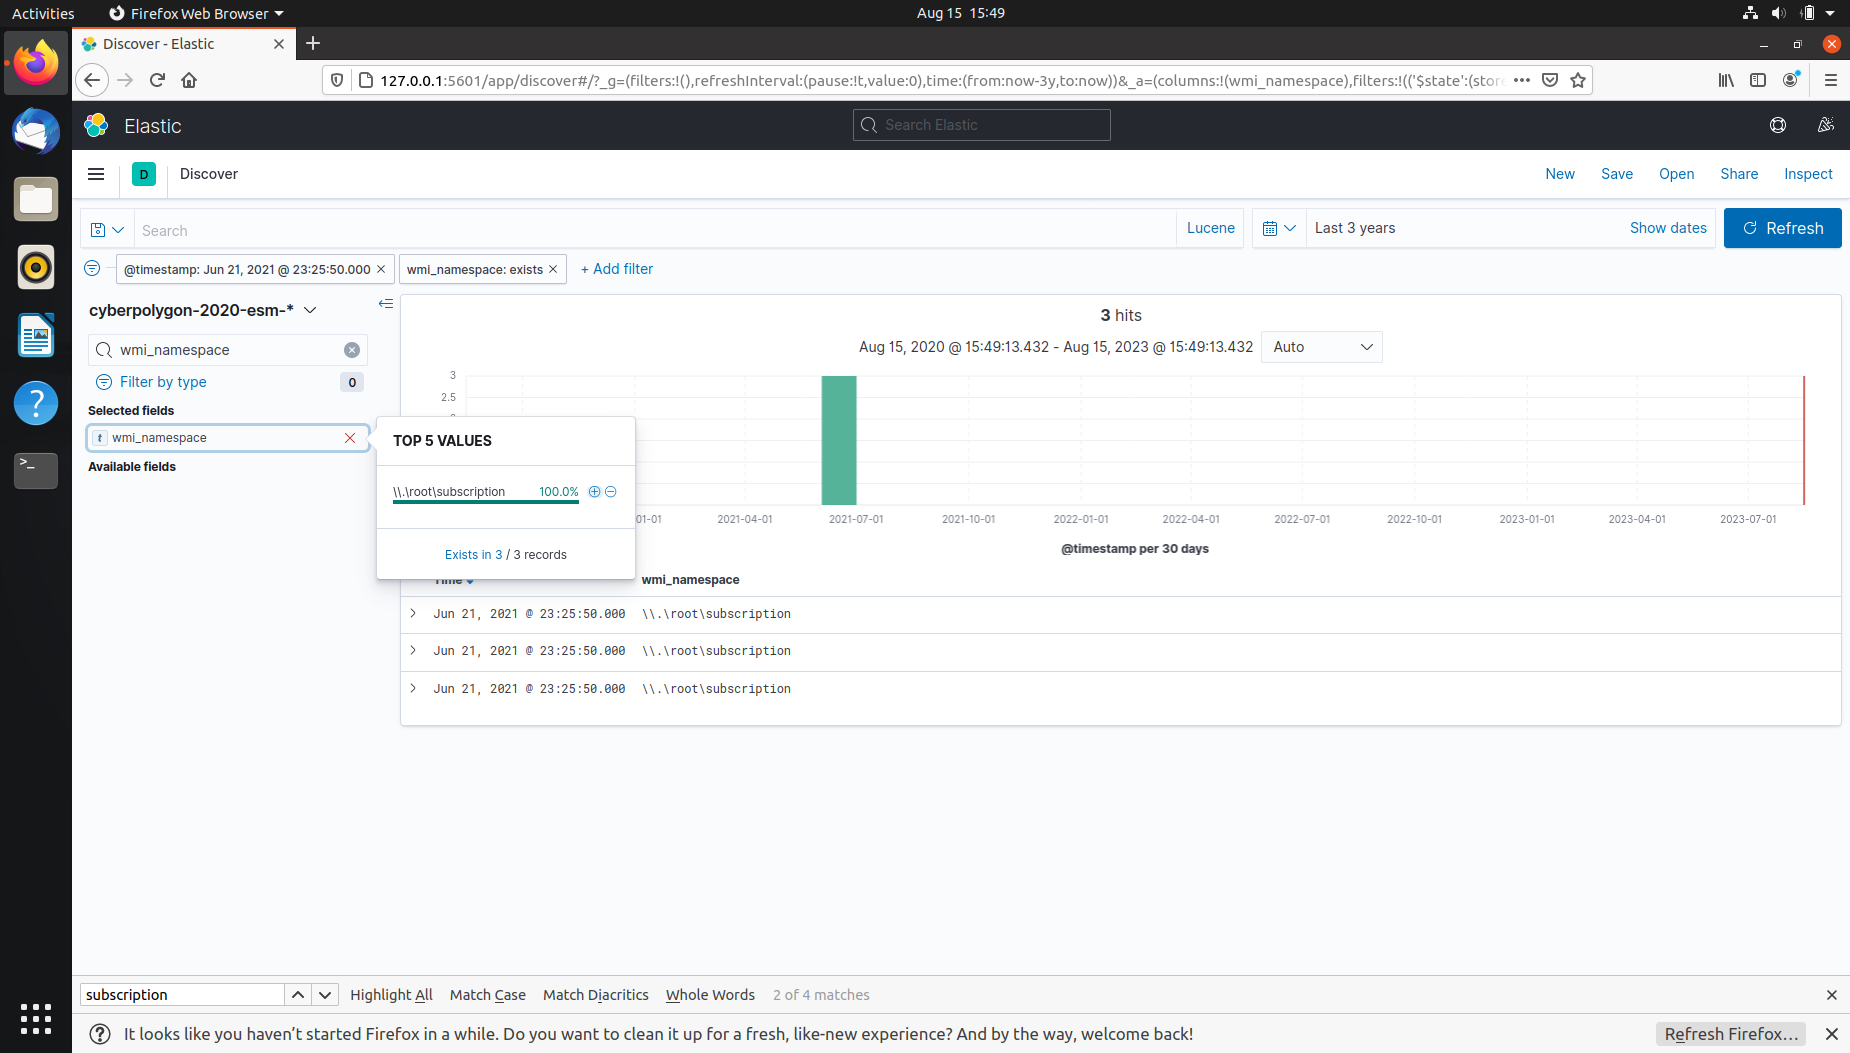 Activities
Firefox Web Browser
Aug 15 15:49
Discover - Elastic
127.0.0.1:5601/app/discover#/?_g=(filters:!(),refreshInterval:(pause:!t,value:0),time:(from:now-3y,to:now))&_a=(columns:!(wmi_namespace),filters:!(('$state':(store
Elastic
Search Elastic
D
Discover
New
Save
Open
Share
Inspect
Search
Lucene
Last 3 years
Show dates
Refresh
@timestamp: Jun 21, 2021 @ 23:25:50.000
wmi_namespace: exists
+ Add filter
cyberpolygon-2020-esm-*
wmi_namespace
Filter by type
0
Selected fields
t wmi_namespace
Available fields
3 hits
Aug 15, 2020 @ 15:49:13.432 - Aug 15, 2023 @ 15:49:13.432
Auto
3
2.5
TOP 5 VALUES
\\.\root\subscription
100.0%
Exists in 3 / 3 records
01-01
2021-04-01
2021-07-01
2021-10-01
2022-01-01
2022-04-01
2022-07-01
2022-10-01
2023-01-01
2023-04-01
2023-07-01
@timestamp per 30 days
Time
wmi_namespace
Jun 21, 2021 @ 23:25:50.000 \\.\root\subscription
Jun 21, 2021 @ 23:25:50.000 \\.\root\subscription
Jun 21, 2021 @ 23:25:50.000 \\.\root\subscription
subscription
Highlight All
Match Case
Match Diacritics
Whole Words
2 of 4 matches
It looks like you haven’t started Firefox in a while. Do you want to clean it up for a fresh, like-new experience? And by the way, welcome back!
Refresh Firefox…